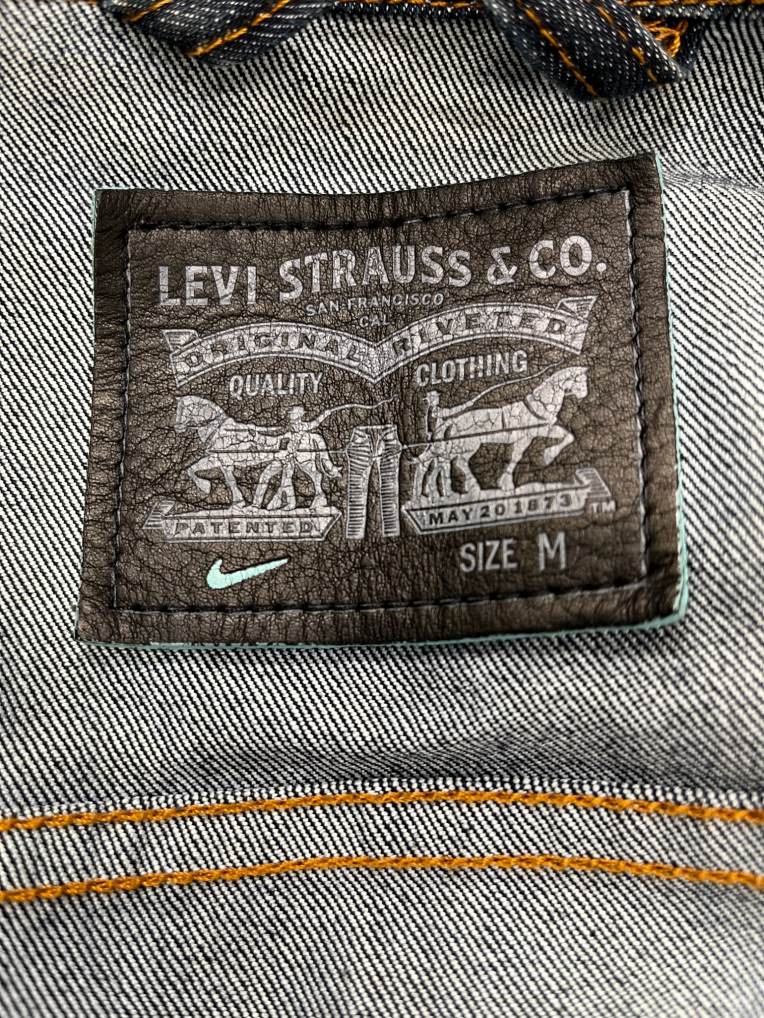 LEVI STRAUSS & CO.
SAN FRANCISCO
CAL.
ORIGINAL RIVETED
QUALITY CLOTHING
PATENTED MAY 20 1873 TM
SIZE M